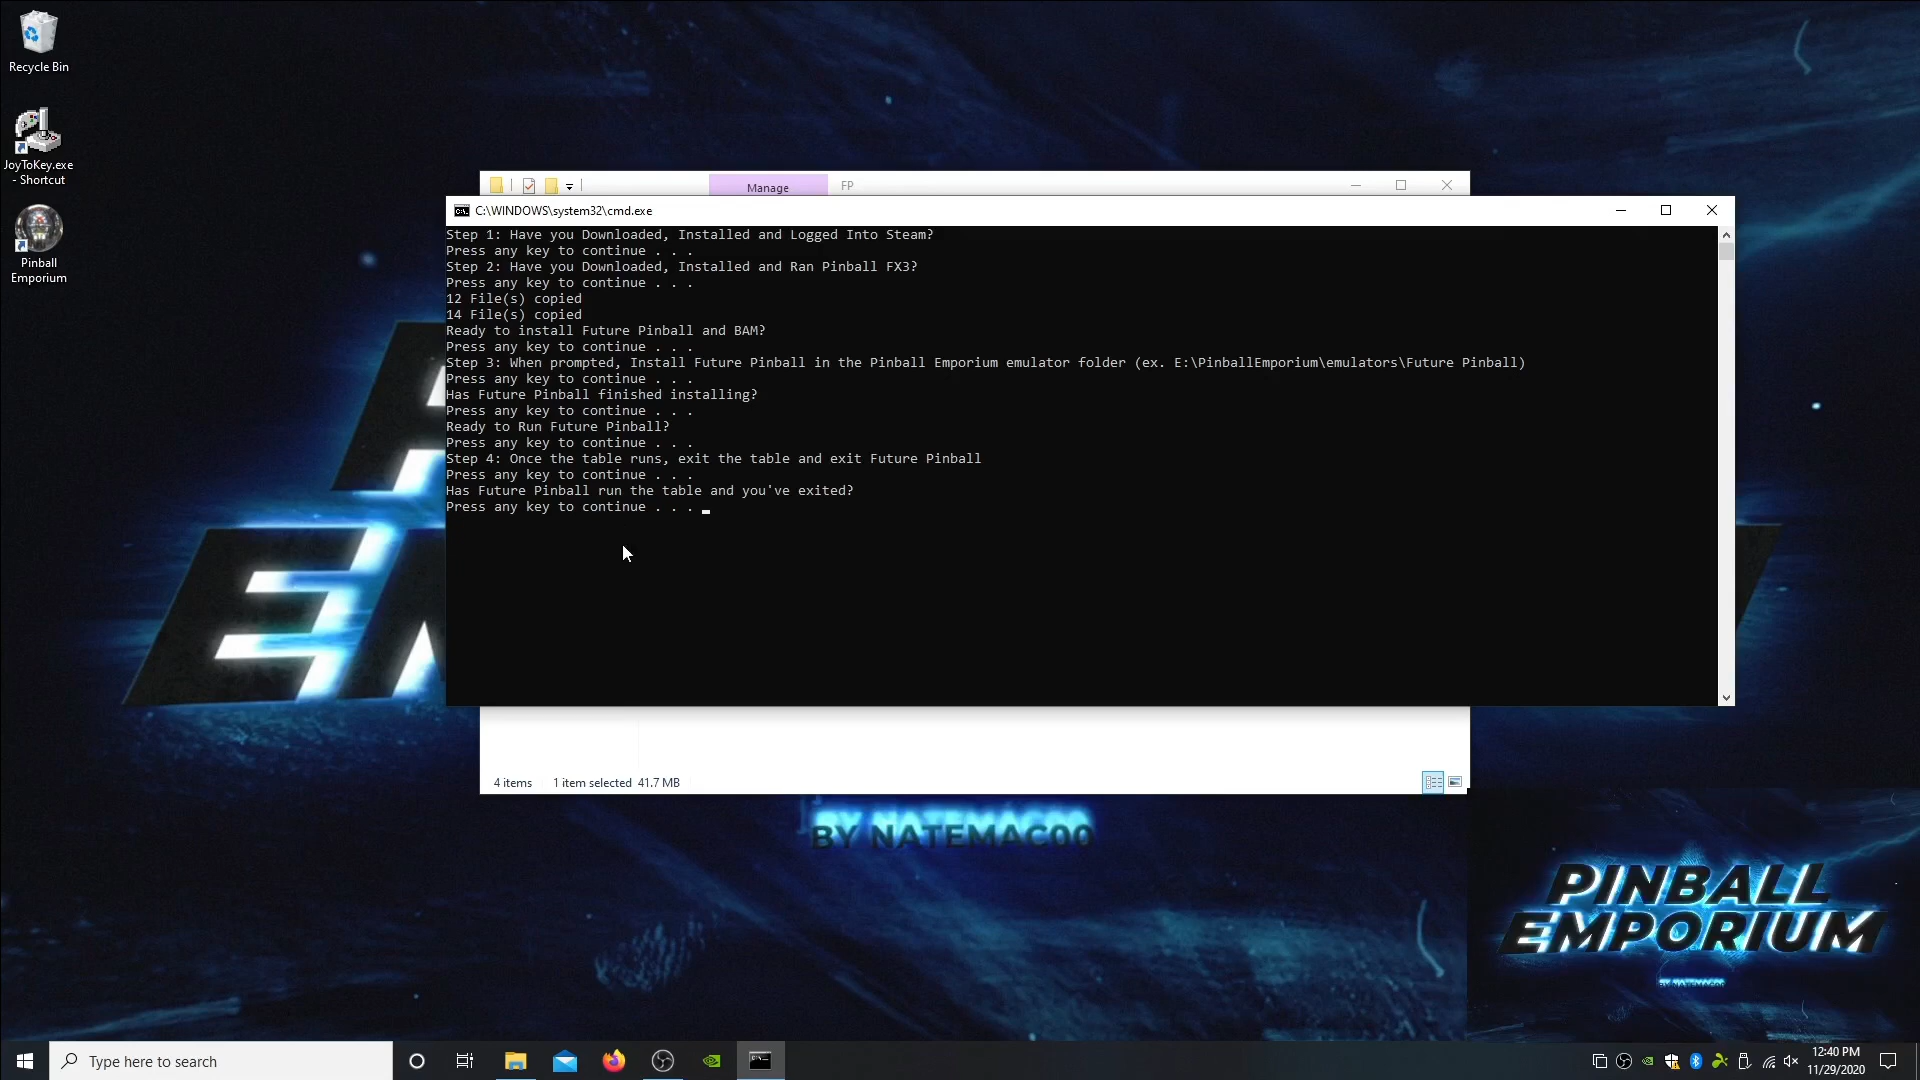 Recycle Bin
JoyToKey.exe
- Shortcut
Pinball
Emporium
Manage
FP
C:\WINDOWS\system32\cmd.exe
Step 1: Have you Downloaded, Installed and Logged Into Steam?
Press any key to continue . . .
Step 2: Have you Downloaded, Installed and Ran Pinball FX3?
Press any key to continue . . .
12 File(s) copied
14 File(s) copied
Ready to install Future Pinball and BAM?
Press any key to continue . . .
Step 3: When prompted, Install Future Pinball in the Pinball Emporium emulator folder (ex. E:\PinballEmporium\emulators\Future Pinball)
Press any key to continue . . .
Has Future Pinball finished installing?
Press any key to continue . . .
Ready to Run Future Pinball?
Press any key to continue . . .
Step 4: Once the table runs, exit the table and exit Future Pinball
Press any key to continue . . .
Has Future Pinball run the table and you've exited?
Press any key to continue . . .
4 items 1 item selected 41.7 MB
BY NATEMAC00
PINBALL
EMPORIUM
BY NATEMAC00
Type here to search
12:40 PM
11/29/2020